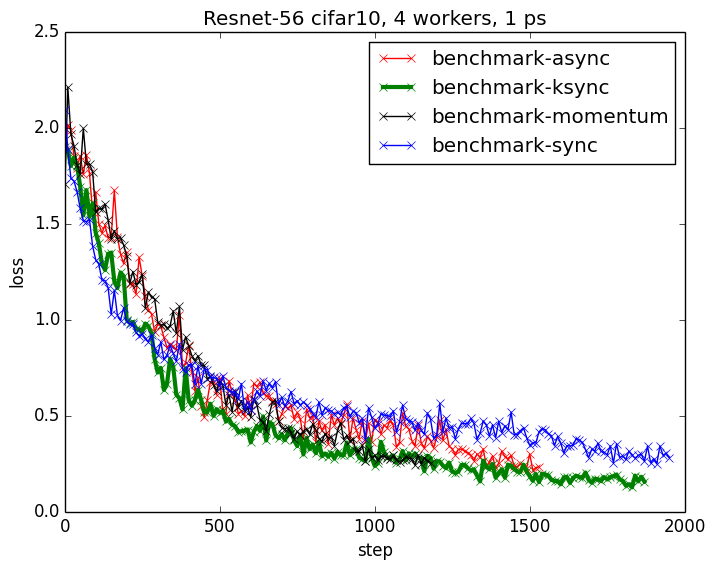 Resnet-56 cifar10, 4 workers, 1 ps
2.5
2.0
1.5
1.0
0.5
0.0
loss
benchmark-async
benchmark-ksync
benchmark-momentum
benchmark-sync
0 500 1000 1500 2000
step